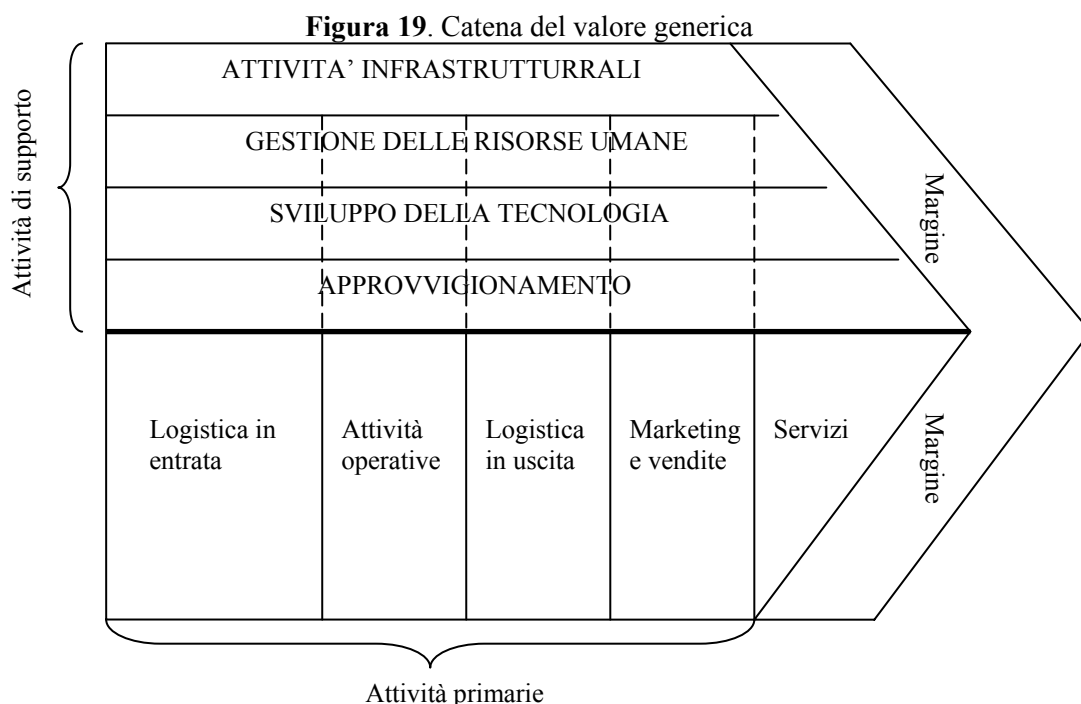 Figura 19. Catena del valore generica
ATTIVITA’ INFRASTRUTTURRALI
GESTIONE DELLE RISORSE UMANE
SVILUPPO DELLA TECNOLOGIA
APPROVVIGIONAMENTO
Attività di supporto
Margine
Logistica in
entrata
Attività
operative
Logistica
in uscita
Marketing
e vendite
Servizi
Margine
Attività primarie